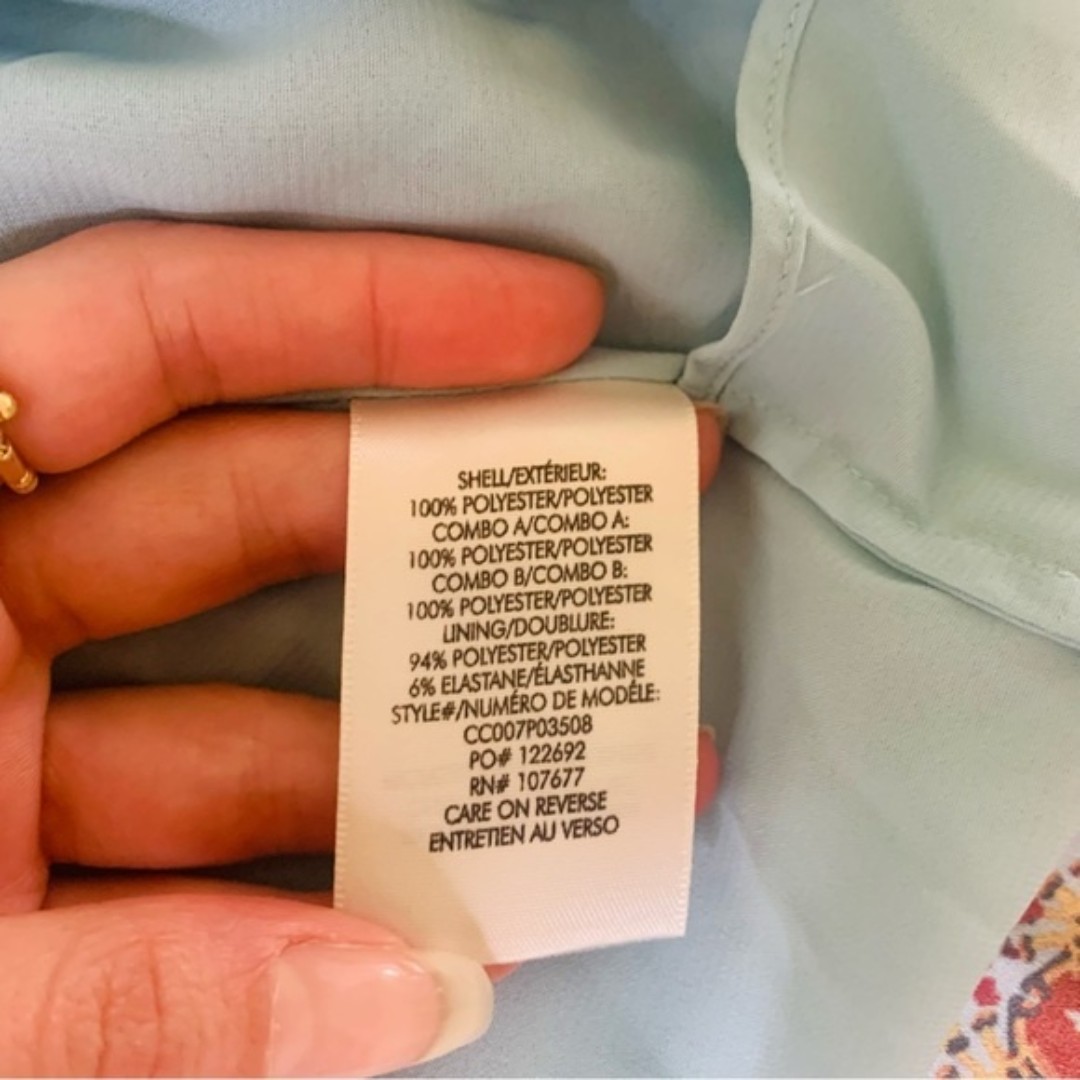 SHELL/EXTÉRIEUR:
100% POLYESTER/POLYESTER
COMBO A/COMBO A:
100% POLYESTER/POLYESTER
COMBO B/COMBO B:
100% POLYESTER/POLYESTER
LINING/DOUBLURE:
94% POLYESTER/POLYESTER
6% ELASTANE/ÉLASTHANNE
STYLE#/NUMÉRO DE MODÉLE:
CC007P03508
PO# 122692
RN# 107677
CARE ON REVERSE
ENTRETIEN AU VERSO